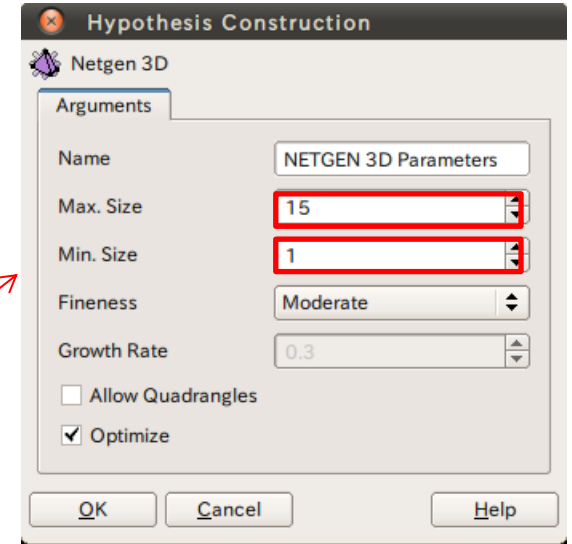 Hypothesis Construction
Netgen 3D
Arguments
Name NETGEN 3D Parameters
Max. Size 15
Min. Size 1
Fineness Moderate
Growth Rate 0.3
Allow Quadrangles
Optimize
OK Cancel Help